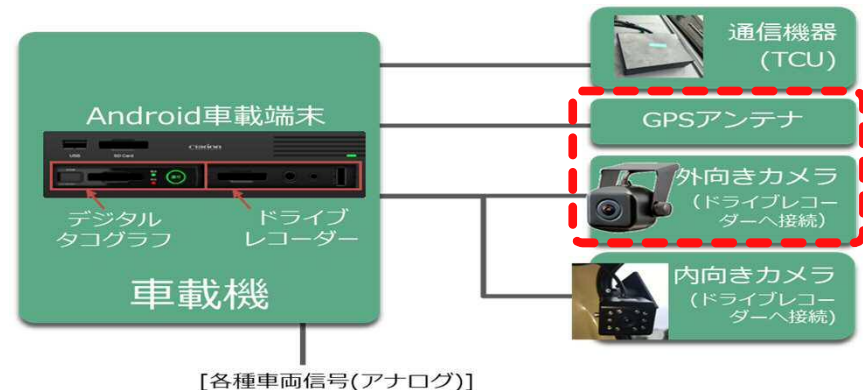 通信機器
(TCU)
Android車載端末
GPSアンテナ
clarion
USB
SD Card
外向きカメラ
(ドライブレコー
ダーへ接続)
デジタル
タコグラフ
ドライブ
レコーダー
車載機
内向きカメラ
(ドライブレコー
ダーへ接続)
[各種車両信号(アナログ)]